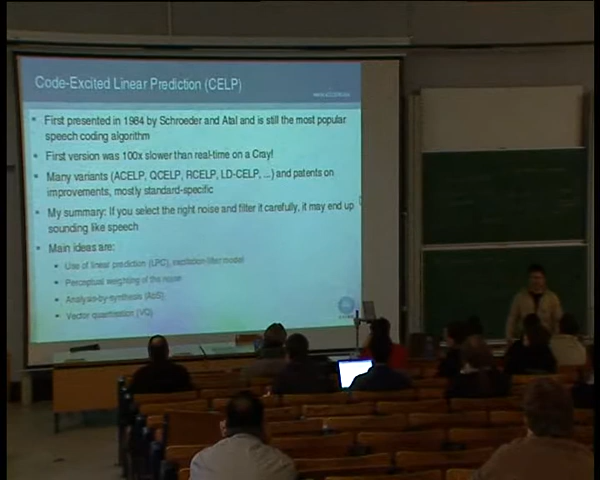 Code-Excited Linear Prediction (CELP)
First presented in 1984 by Schroeder and Atal and is still the most popular
speech coding algorithm
First version was 100x slower than real-time on a Cray!
Many variants (ACELP, QCELP, RCELP, LD-CELP, ...) and patents on
improvements, mostly standard-specific
My summary: If you select the right noise and filter it carefully, it may end up
sounding like speech
Main ideas are:
Use of linear prediction (LPC), excitation-filter model
Perceptual weighting of the noise
Analysis-by-synthesis (AbS)
Vector quantization (VQ)